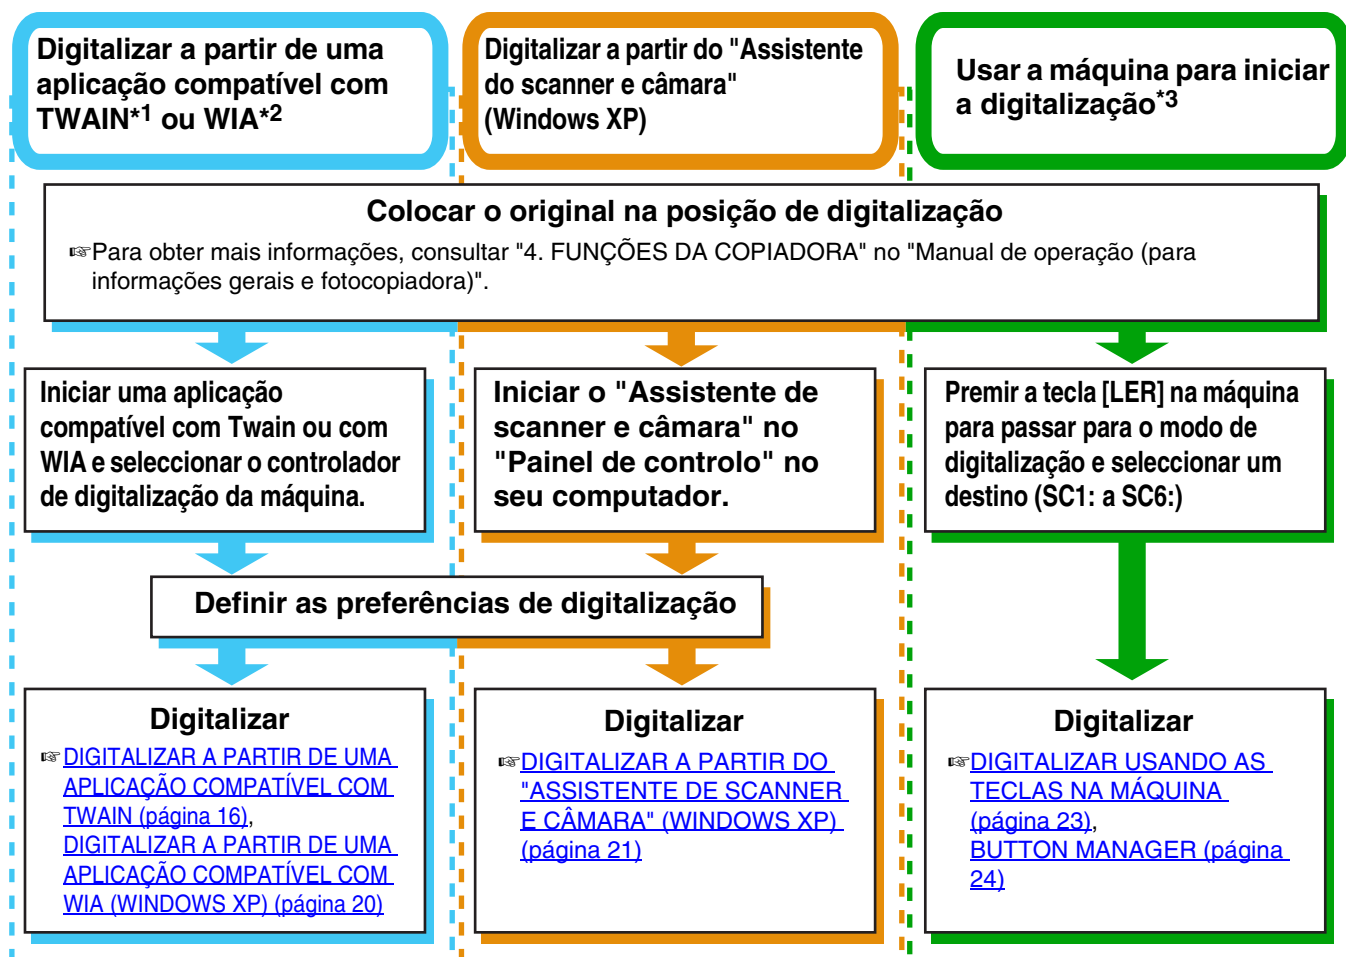 Digitalizar a partir de uma
aplicação compatível com
TWAIN*1 ou WIA*2
Digitalizar a partir do "Assistente
do scanner e câmara"
(Windows XP)
Usar a máquina para iniciar
a digitalização*3
Colocar o original na posição de digitalização
☞Para obter mais informações, consultar "4. FUNÇÕES DA COPIADORA" no "Manual de operação (para
informações gerais e fotocopiadora)".
Iniciar uma aplicação
compatível com Twain ou com
WIA e seleccionar o controlador
de digitalização da máquina.
Iniciar o "Assistente de
scanner e câmara" no
"Painel de controlo" no
seu computador.
Premir a tecla [LER] na máquina
para passar para o modo de
digitalização e seleccionar um
destino (SC1: a SC6:)
Definir as preferências de digitalização
Digitalizar
☞DIGITALIZAR A PARTIR DE UMA
APLICAÇÃO COMPATÍVEL COM
TWAIN (página 16),
DIGITALIZAR A PARTIR DE UMA
APLICAÇÃO COMPATÍVEL COM
WIA (WINDOWS XP) (página 20)
Digitalizar
☞DIGITALIZAR A PARTIR DO
"ASSISTENTE DE SCANNER
E CÂMARA" (WINDOWS XP)
(página 21)
Digitalizar
☞DIGITALIZAR USANDO AS
TECLAS NA MÁQUINA
(página 23),
BUTTON MANAGER (página
24)